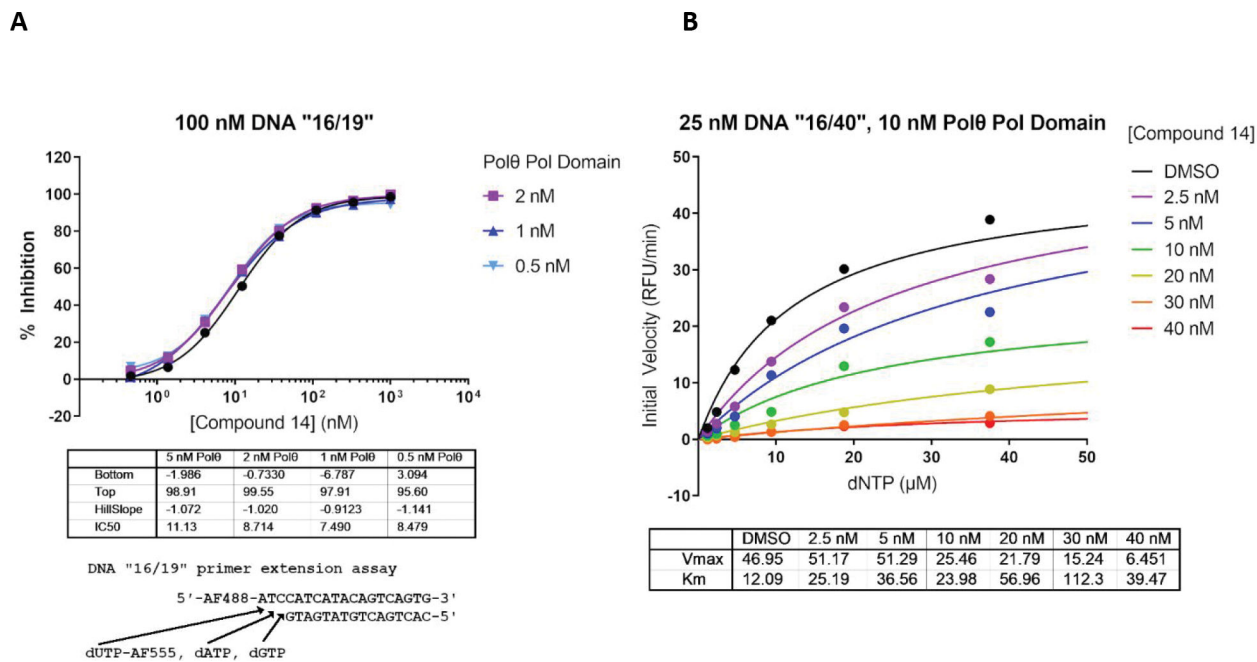 A
B
100 nM DNA "16/19"
120
100
80
60
40
20
0
-20
% Inhibition
10⁰
10¹
10²
10³
10⁴
[Compound 14] (nM)
Polθ Pol Domain
2 nM
1 nM
0.5 nM
5 nM Polθ 2 nM Polθ 1 nM Polθ 0.5 nM Polθ
Bottom -1.986 -0.7330 -6.787 3.094
Top 98.91 99.55 97.91 95.60
HillSlope -1.072 -1.020 -0.9123 -1.141
IC50 11.13 8.714 7.490 8.479
DNA "16/19" primer extension assay
5'-AF488-ATCCATCATACAGTCAGTG-3'
GTAGTATGTCAGTCAC-5'
dUTP-AF555, dATP, dGTP
25 nM DNA "16/40", 10 nM Polθ Pol Domain
50
40
30
20
10
0
-10
Initial Velocity (RFU/min)
10
20
30
40
50
dNTP (µM)
[Compound 14]
DMSO
2.5 nM
5 nM
10 nM
20 nM
30 nM
40 nM
DMSO 2.5 nM 5 nM 10 nM 20 nM 30 nM 40 nM
Vmax 46.95 51.17 51.29 25.46 21.79 15.24 6.451
Km 12.09 25.19 36.56 23.98 56.96 112.3 39.47